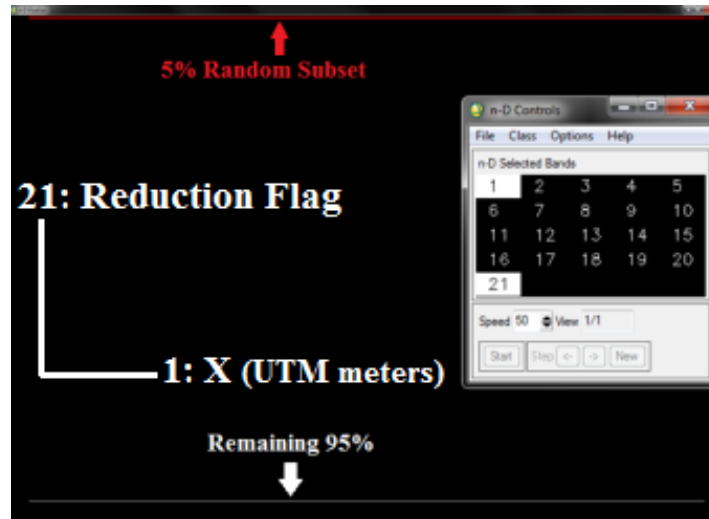 5% Random Subset
n-D Controls
File Class Options Help
n-D Selected Bands
1 2 3 4 5
6 7 8 9 10
11 12 13 14 15
16 17 18 19 20
21
Speed 50 View 1/1
Start Step <- -> New
21: Reduction Flag
1: X (UTM meters)
Remaining 95%